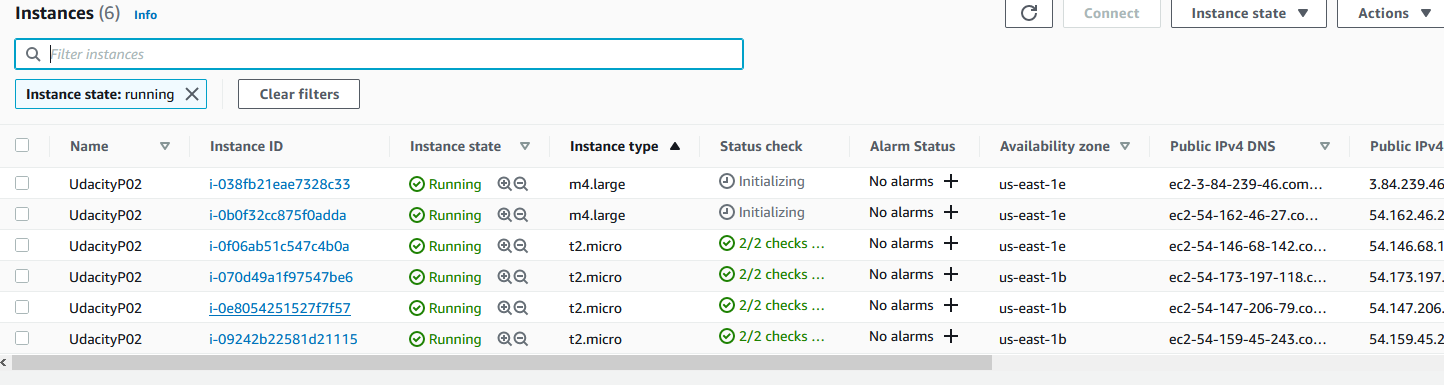 Instances (6) Info Connect Instance state Actions
Filter instances
Instance state: running Clear filters
Name Instance ID Instance state Instance type Status check Alarm Status Availability zone Public IPv4 DNS Public IPv4
UdacityP02 i-038fb21eae7328c33 Running m4.large Initializing No alarms us-east-1e ec2-3-84-239-46.com... 3.84.239.46
UdacityP02 i-0b0f32cc875f0adda Running m4.large Initializing No alarms us-east-1e ec2-54-162-46-27.co... 54.162.46.2
UdacityP02 i-0f06ab51c547c4b0a Running t2.micro 2/2 checks ... No alarms us-east-1e ec2-54-146-68-142.co... 54.146.68.1
UdacityP02 i-070d49a1f97547be6 Running t2.micro 2/2 checks ... No alarms us-east-1b ec2-54-173-197-118.c... 54.173.197.
UdacityP02 i-0e8054251527f7f57 Running t2.micro 2/2 checks ... No alarms us-east-1b ec2-54-147-206-79.co... 54.147.206.
UdacityP02 i-09242b22581d21115 Running t2.micro 2/2 checks ... No alarms us-east-1b ec2-54-159-45-243.co... 54.159.45.2